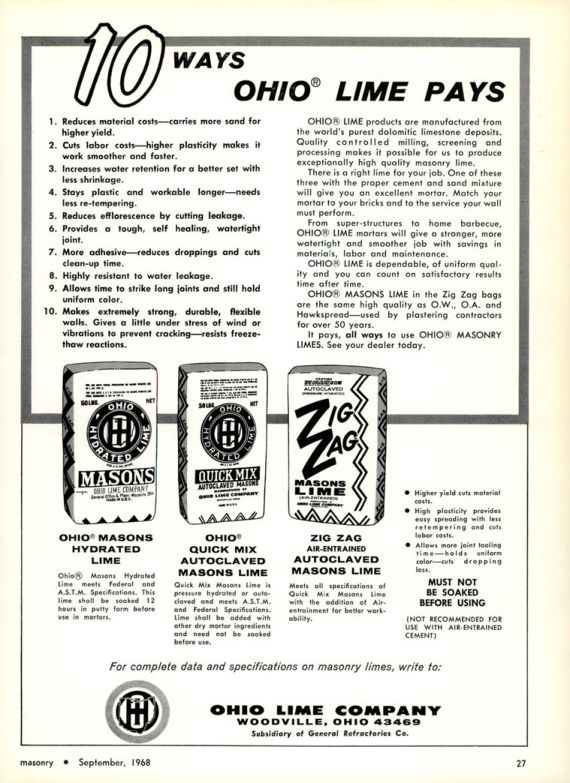 10 WAYS
OHIO® LIME PAYS
1. Reduces material costs—carries more sand for
higher yield.
2. Cuts labor costs—higher plasticity makes it
work smoother and faster.
3. Increases water retention for a better set with
less shrinkage.
4. Stays plastic and workable longer—needs
less re-tempering.
5. Reduces efflorescence by cutting leakage.
6. Provides a tough, self healing, watertight
joint.
7. More adhesive—reduces droppings and cuts
clean-up time.
8. Highly resistant to water leakage.
9. Allows time to strike long joints and still hold
uniform color.
10. Makes extremely strong, durable, flexible
walls. Gives a little under stress of wind or
vibrations to prevent cracking—resists freeze-
thaw reactions.
OHIO® LIME products are manufactured from
the world's purest dolomitic limestone deposits.
Quality controlled milling, screening and
processing makes it possible for us to produce
exceptionally high quality masonry lime.
There is a right lime for your job. One of these
three with the proper cement and sand mixture
will give you an excellent mortar. Match your
mortar to your bricks and to the service your wall
must perform.
From super-structures to home barbecue,
OHIO® LIME mortars will give a stronger, more
watertight and smoother job with savings in
materials, labor and maintenance.
OHIO® LIME is dependable, of uniform qual-
ity and you can count on satisfactory results
time after time.
OHIO® MASONS LIME in the Zig Zag bags
are the same high quality as O.W., O.A. and
Hawkspread—used by plastering contractors
for over 50 years.
It pays, all ways to use OHIO® MASONRY
LIMES. See your dealer today.
50 LBS. NET
OHIO
HYDRATED LIME
MASONS
OHIO LIME COMPANY
50 LBS. NET
OHIO
HYDRATED LIME
QUICK MIX
AUTOCLAVED MASONS
OHIO LIME COMPANY
AUTOCLAVED
ZIG
ZAG
MASONS
LIME
(AIR-ENTRAINED)
OHIO LIME COMPANY
OHIO® MASONS
HYDRATED
LIME
Ohio® Masons Hydrated
Lime meets Federal and
A.S.T.M. Specifications. This
lime shall be soaked 12
hours in putty form before
use in mortars.
OHIO®
QUICK MIX
AUTOCLAVED
MASONS LIME
Quick Mix Masons Lime is
pressure hydrated or auto-
claved and meets A.S.T.M.
and Federal Specifications.
Lime shall be added with
other dry mortar ingredients
and need not be soaked
before use.
ZIG ZAG
AIR-ENTRAINED
AUTOCLAVED
MASONS LIME
Meets all specifications of
Quick Mix Masons Lime
with the addition of Air-
entrainment for better work-
ability.
• Higher yield cuts material
costs.
• High plasticity provides
easy spreading with less
retempering and cuts
labor costs.
• Allows more joint tooling
time—holds uniform
color—cuts dropping
loss.
MUST NOT
BE SOAKED
BEFORE USING
(NOT RECOMMENDED FOR
USE WITH AIR-ENTRAINED
CEMENT)
For complete data and specifications on masonry limes, write to:
OHIO LIME COMPANY
WOODVILLE, OHIO 43469
Subsidiary of General Refractories Co.
masonry • September, 1968
27